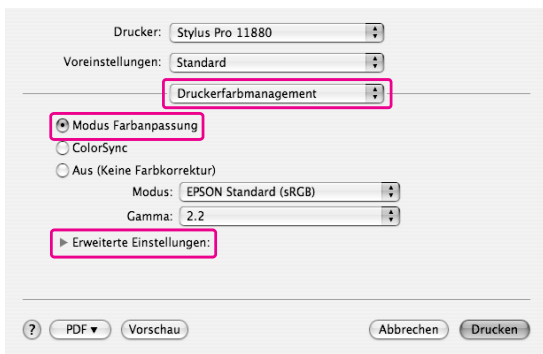 Drucker: Stylus Pro 11880
Voreinstellungen: Standard
Druckerfarbmanagement
Modus Farbanpassung
ColorSync
Aus (Keine Farbkorrektur)
Modus: EPSON Standard (sRGB)
Gamma: 2.2
Erweiterte Einstellungen:
? PDF Vorschau Abbrechen Drucken